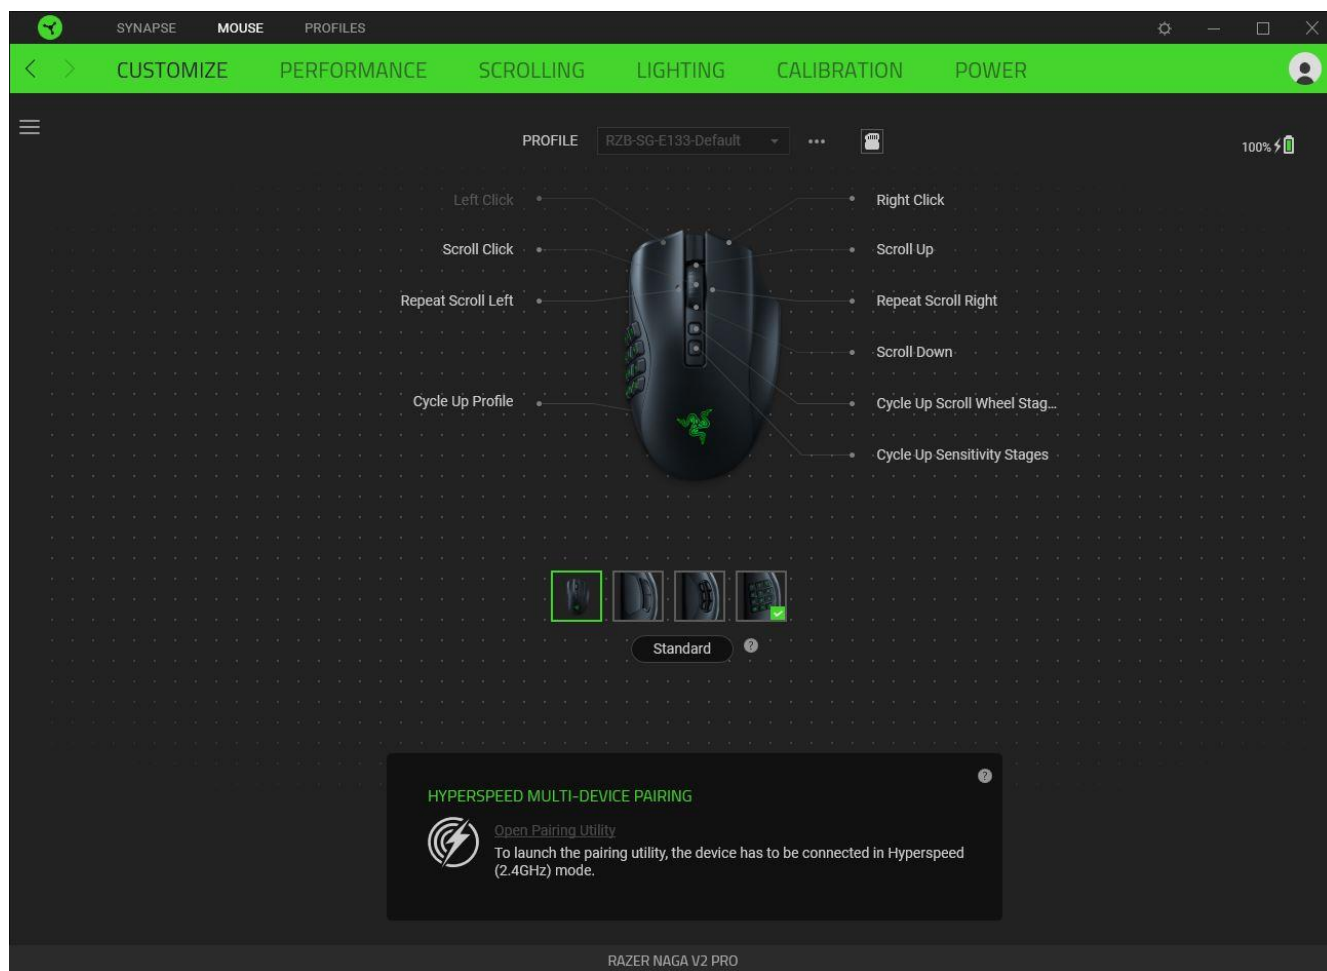 SYNAPSE MOUSE PROFILES
CUSTOMIZE PERFORMANCE SCROLLING LIGHTING CALIBRATION POWER
PROFILE RZB-SG-E133-Default
100%
Left Click
Right Click
Scroll Click
Scroll Up
Repeat Scroll Left
Repeat Scroll Right
Scroll Down
Cycle Up Profile
Cycle Up Scroll Wheel Stag...
Cycle Up Sensitivity Stages
Standard ?
?
HYPERSPEED MULTI-DEVICE PAIRING
Open Pairing Utility
To launch the pairing utility, the device has to be connected in Hyperspeed
(2.4GHz) mode.
RAZER NAGA V2 PRO